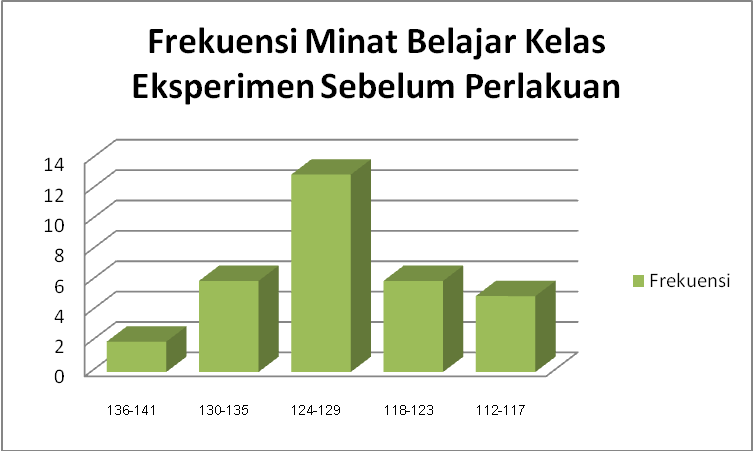 Frekuensi Minat Belajar Kelas
Eksperimen Sebelum Perlakuan
14
12
10
8
6
4
2
0
136-141 130-135 124-129 118-123 112-117
Frekuensi